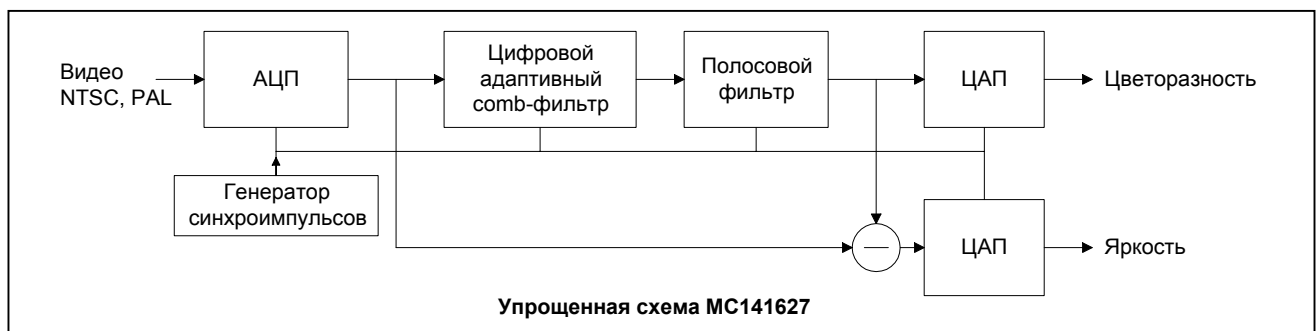 Видео
NTSC, PAL
АЦП
Цифровой
адаптивный
comb-фильтр
Полосовой
фильтр
ЦАП
Цветоразность
Генератор
синхроимпульсов
ЦАП
Яркость
Упрощенная схема MC141627